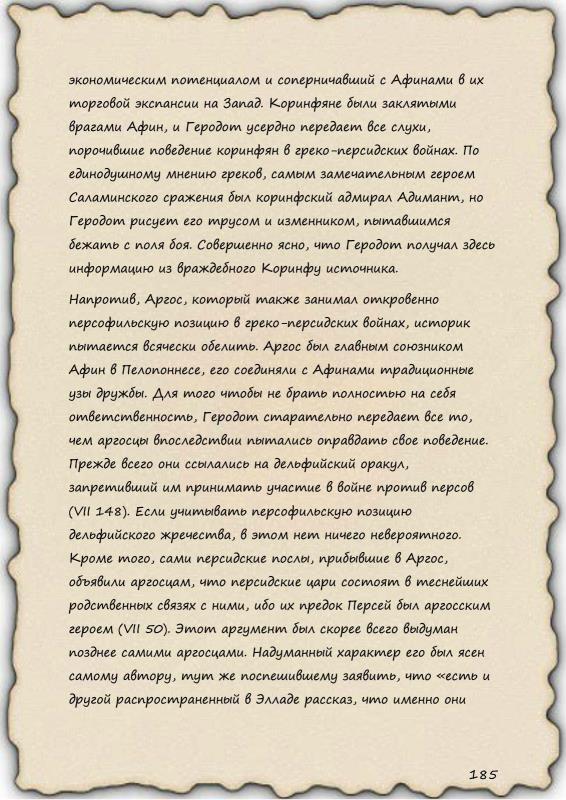 экономическим потенциалом и соперничавший с Афинами в их
торговой экспансии на Запад. Коринфяне были заклятыми
врагами Афин, и Геродот усердно передает все слухи,
порочившие поведение коринфян в греко-персидских войнах. По
единодушному мнению греков, самым замечательным героем
Саламинского сражения был коринфский адмирал Адимант, но
Геродот рисует его трусом и изменником, пытавшимся
бежать с поля боя. Совершенно ясно, что Геродот получал здесь
информацию из враждебного Коринфу источника.
Напротив, Аргос, который также занимал откровенно
персофильскую позицию в греко-персидских войнах, историк
пытается всячески обелить. Аргос был главным союзником
Афин в Пелопоннесе, его соединяли с Афинами традиционные
узы дружбы. Для того чтобы не брать полностью на себя
ответственность, Геродот старательно передает все то,
чем аргосцы впоследствии пытались оправдать свое поведение.
Прежде всего они ссылались на дельфийский оракул,
запретивший им принимать участие в войне против персов
(VII 148). Если учитывать персофильскую позицию
дельфийского жречества, в этом нет ничего невероятного.
Кроме того, сами персидские послы, прибывшие в Аргос,
объявили аргосцам, что персидские цари состоят в теснейших
родственных связях с ними, ибо их предок Персей был аргосским
героем (VII 50). Этот аргумент был скорее всего выдуман
позднее самими аргосцами. Надуманный характер его был ясен
самому автору, тут же поспешившему заявить, что «есть и
другой распространенный в Элладе рассказ, что именно они
185